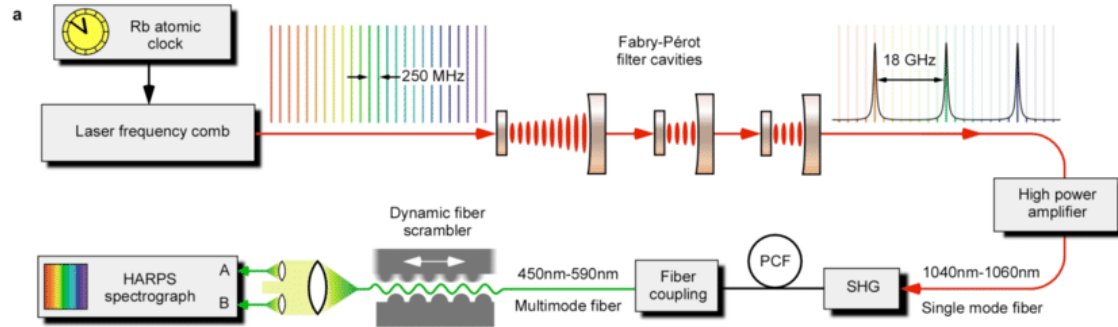 a
Rb atomic
clock
250 MHz
Fabry-Pérot
filter cavities
18 GHz
Laser frequency comb
High power
amplifier
Dynamic fiber
scrambler
HARPS
spectrograph
A
B
450nm-590nm
Multimode fiber
Fiber
coupling
PCF
SHG
1040nm-1060nm
Single mode fiber